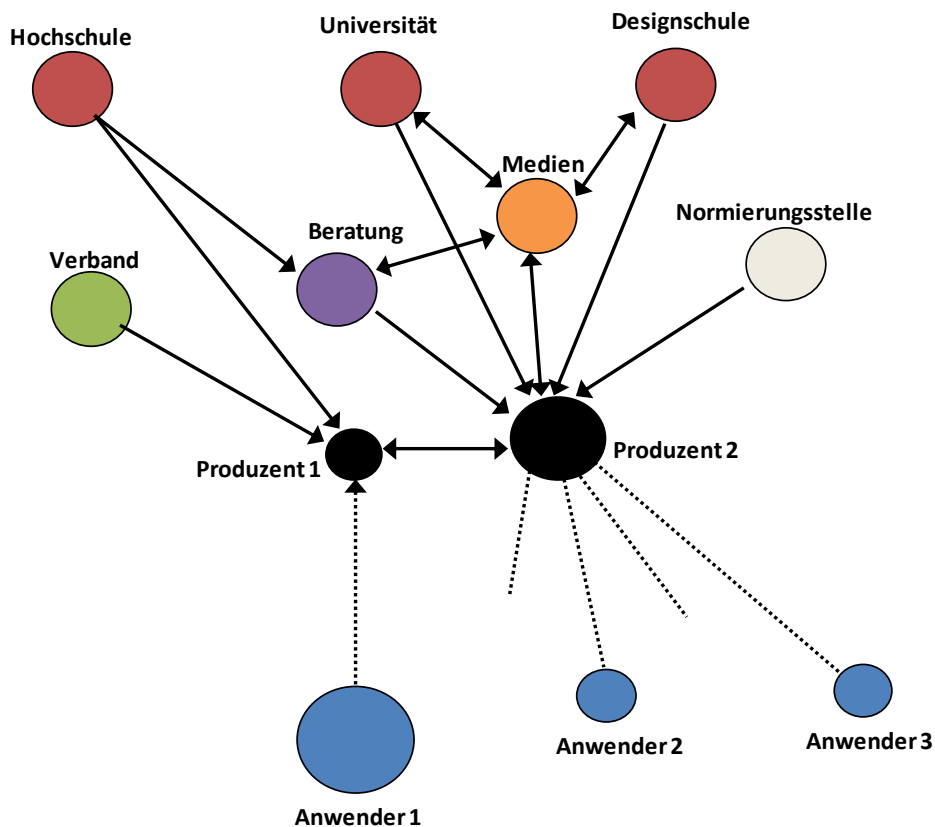 Hochschule
Universität
Designschule
Medien
Normierungsstelle
Beratung
Verband
Produzent 1
Produzent 2
Anwender 1
Anwender 2
Anwender 3